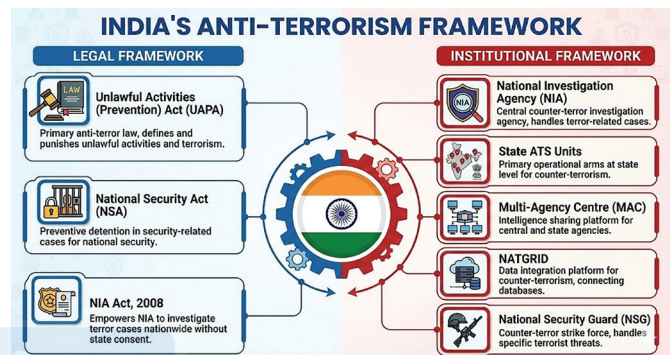 INDIA'S ANTI-TERRORISM FRAMEWORK
LEGAL FRAMEWORK
LAW
Unlawful Activities
(Prevention) Act (UAPA)
Primary anti-terror law, defines and
punishes unlawful activities and terrorism.
National Security Act
(NSA)
Preventive detention in security-related
cases for national security.
NIA Act, 2008
Empowers NIA to investigate
terror cases nationwide without
state consent.
INSTITUTIONAL FRAMEWORK
NIA
National Investigation
Agency (NIA)
Central counter-terror investigation
agency, handles terror-related cases.
State ATS Units
Primary operational arms at state
level for counter-terrorism.
Multi-Agency Centre (MAC)
Intelligence sharing platform for
central and state agencies.
NATGRID
Data integration platform for
counter-terrorism, connecting
databases.
National Security Guard (NSG)
Counter-terror strike force, handles
specific terrorist threats.